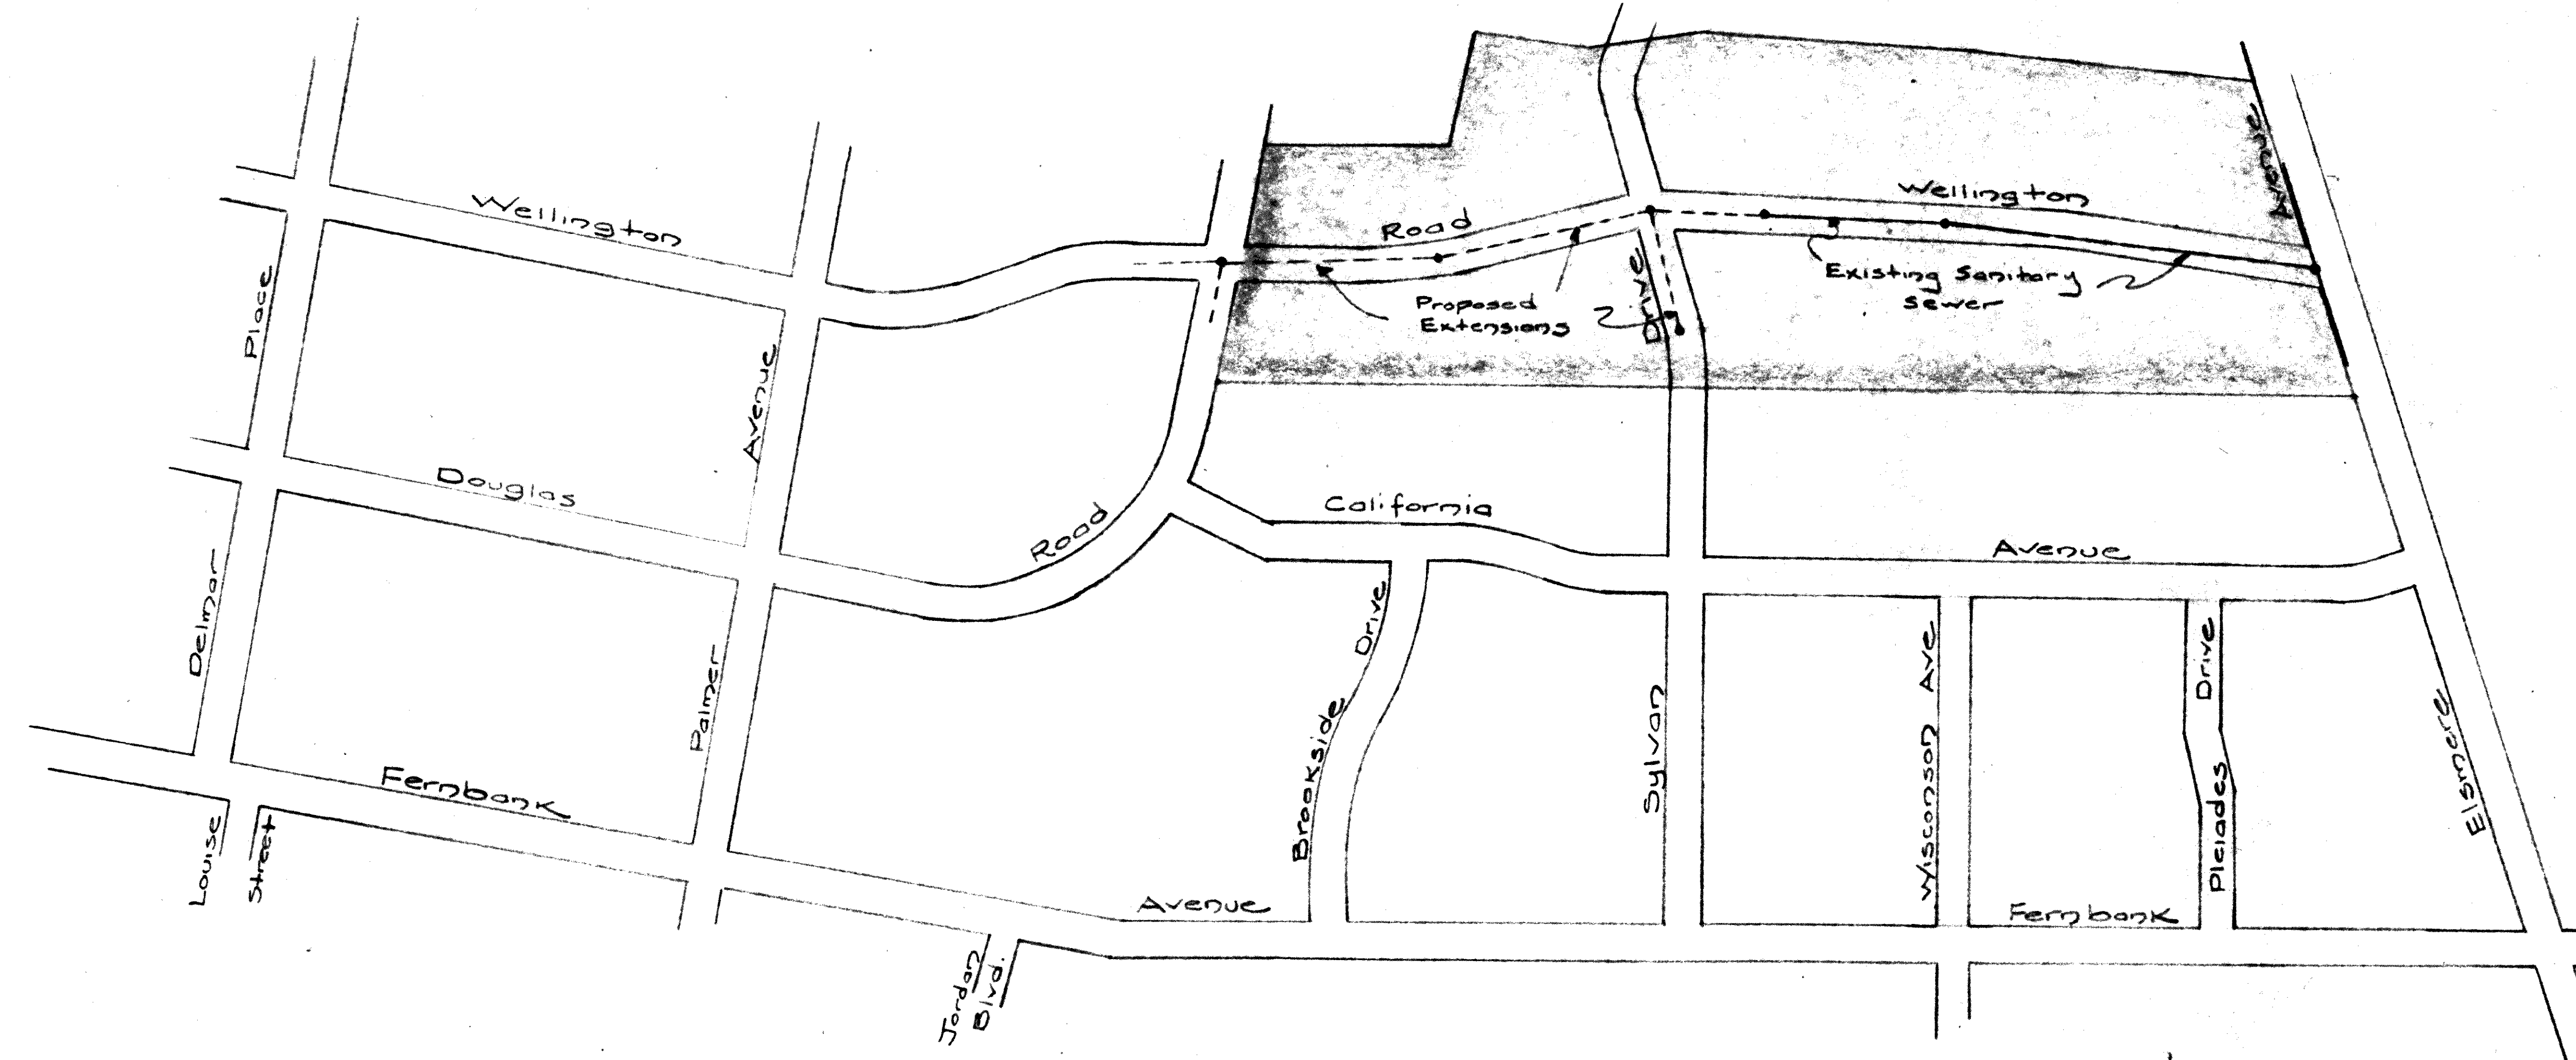 Avenue
Wellington
Wellington
Road
Place
Drive
Existing Sanitary
Sewer
Proposed
Extensions
Avenue
Douglas
California
Road
Avenue
Delmar
Palmer
Drive
Brookside
Sylvan
Wisconson Ave
Drive
Pleiades
Elsmere
Fernbank
Louise
Street
Avenue
Fernbank
Jordan
Blvd.